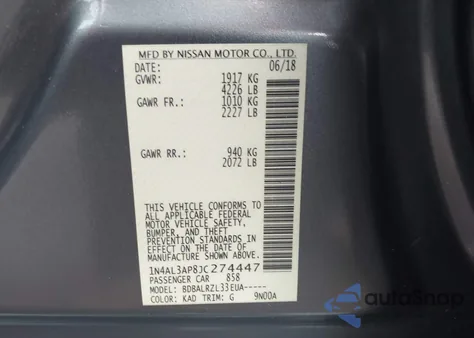 MFD BY NISSAN MOTOR CO., LTD.
DATE: 06/18
GVWR: 1917 KG
4226 LB
GAWR FR.: 1010 KG
2227 LB
GAWR RR.: 940 KG
2072 LB
THIS VEHICLE CONFORMS TO
ALL APPLICABLE FEDERAL
MOTOR VEHICLE SAFETY,
BUMPER, AND THEFT
PREVENTION STANDARDS IN
EFFECT ON THE DATE OF
MANUFACTURE SHOWN ABOVE.
1N4AL3AP8JC274447
PASSENGER CAR 858
MODEL: BDBALRZL33EUA-----
COLOR: KAD TRIM: G 9N00A
autoSnap